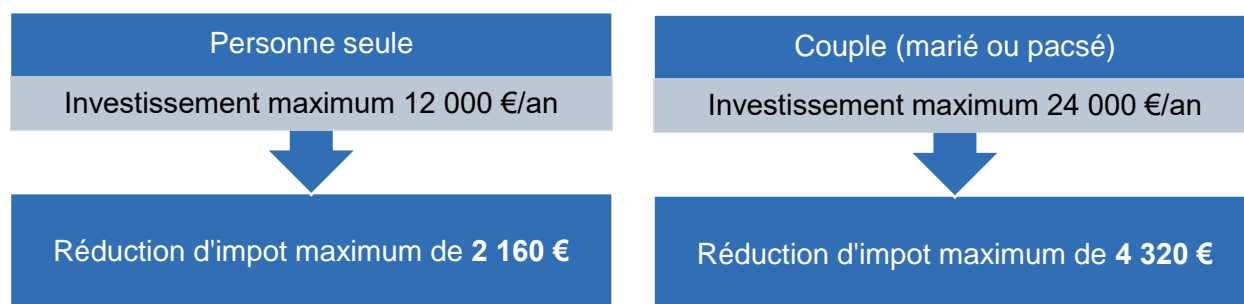 Personne seule
Investissement maximum 12 000 €/an
Réduction d'impot maximum de 2 160 €
Couple (marié ou pacsé)
Investissement maximum 24 000 €/an
Réduction d'impot maximum de 4 320 €